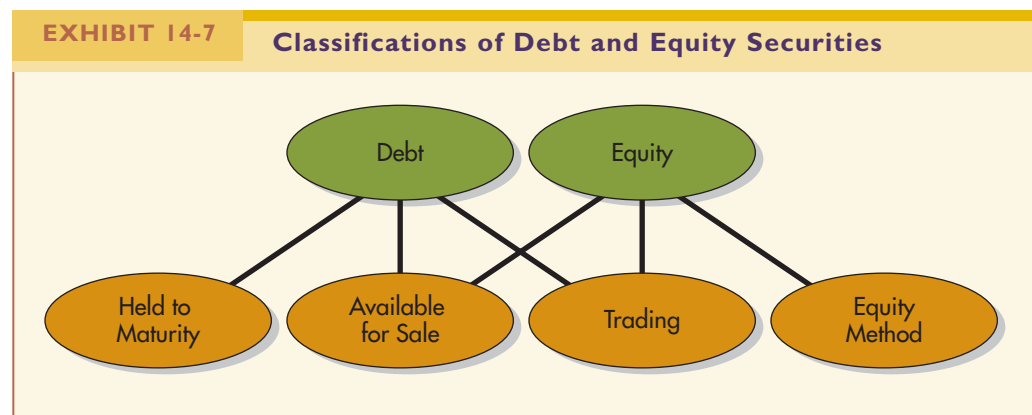 EXHIBIT 14-7
Classifications of Debt and Equity Securities
Debt
Equity
Held to
Maturity
Available
for Sale
Trading
Equity
Method